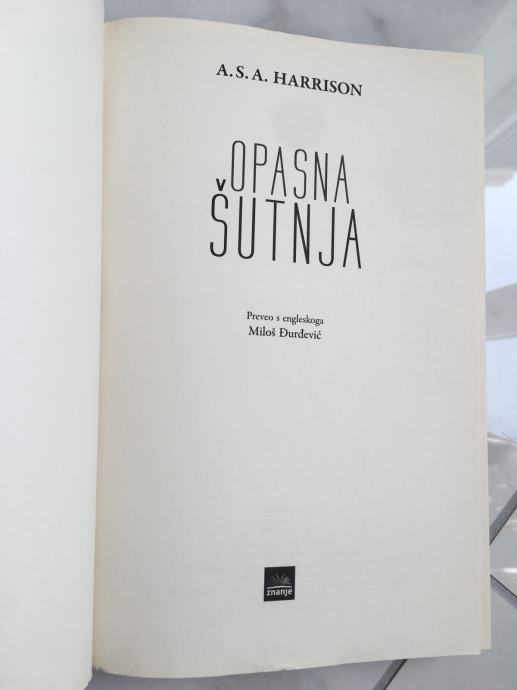 A. S. A. HARRISON
OPASNA
ŠUTNJA
Preveo s engleskoga
Miloš Đurđević
znanje